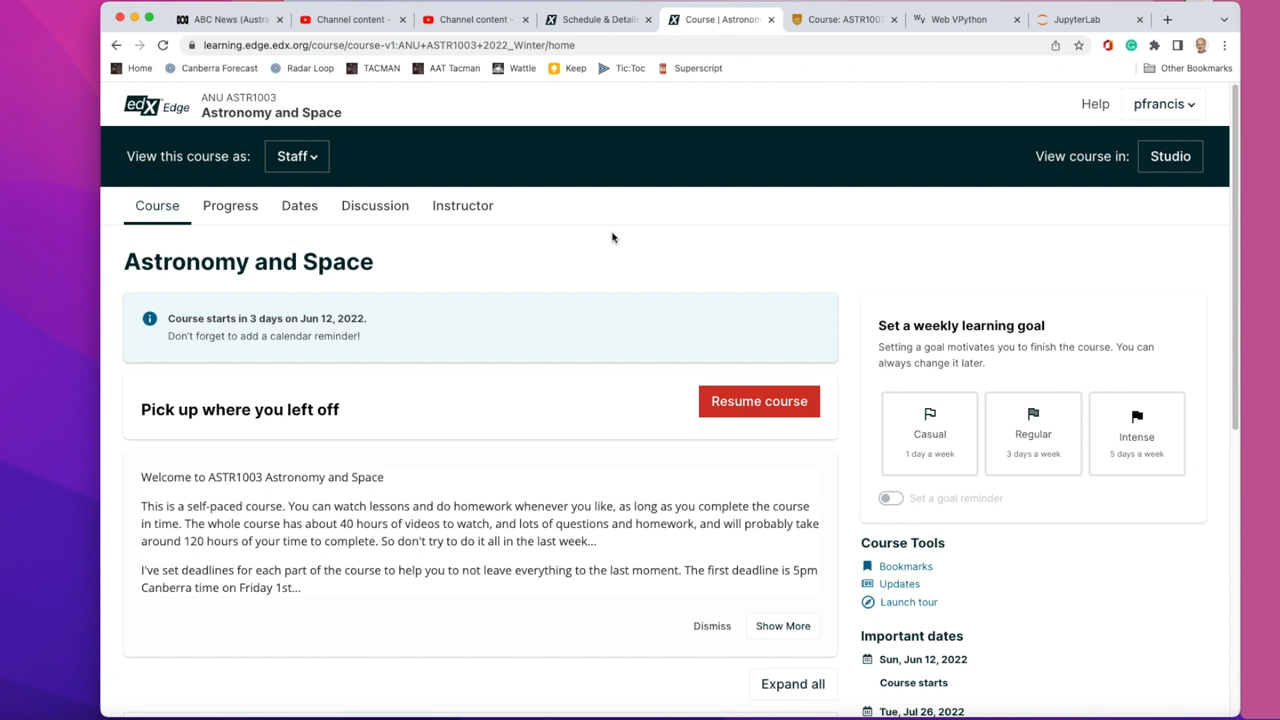 ABC News (Austra
Channel content -
Channel content -
Schedule & Details
Course | Astronom
Course: ASTR1003
Web VPython
JupyterLab
learning.edge.edx.org/course/course-v1:ANU+ASTR1003+2022_Winter/home
Home
Canberra Forecast
Radar Loop
TACMAN
AAT Tacman
Wattle
Keep
Tic:Toc
Superscript
Other Bookmarks
edX Edge
ANU ASTR1003
Astronomy and Space
Help
pfrancis
View this course as:
Staff
View course in:
Studio
Course
Progress
Dates
Discussion
Instructor
Astronomy and Space
Course starts in 3 days on Jun 12, 2022.
Don't forget to add a calendar reminder!
Pick up where you left off
Resume course
Welcome to ASTR1003 Astronomy and Space
This is a self-paced course. You can watch lessons and do homework whenever you like, as long as you complete the course
in time. The whole course has about 40 hours of videos to watch, and lots of questions and homework, and will probably take
around 120 hours of your time to complete. So don't try to do it all in the last week...
I've set deadlines for each part of the course to help you to not leave everything to the last moment. The first deadline is 5pm
Canberra time on Friday 1st...
Dismiss
Show More
Expand all
Set a weekly learning goal
Setting a goal motivates you to finish the course. You can
always change it later.
Casual
1 day a week
Regular
3 days a week
Intense
5 days a week
Set a goal reminder
Course Tools
Bookmarks
Updates
Launch tour
Important dates
Sun, Jun 12, 2022
Course starts
Tue, Jul 26, 2022